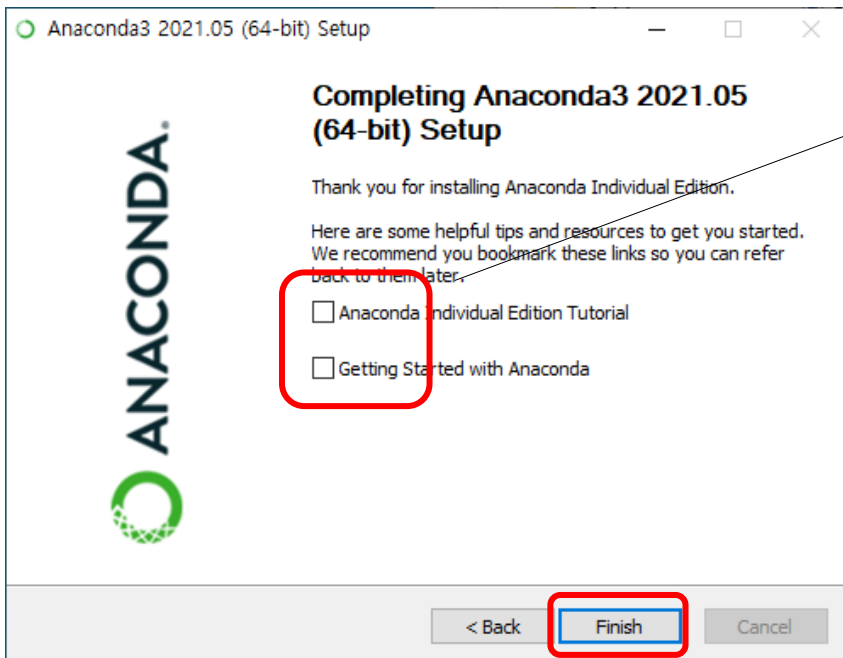 Anaconda3 2021.05 (64-bit) Setup
ANACONDA.
Completing Anaconda3 2021.05
(64-bit) Setup
Thank you for installing Anaconda Individual Edition.
Here are some helpful tips and resources to get you started.
We recommend you bookmark these links so you can refer
back to them later.
Anaconda Individual Edition Tutorial
Getting Started with Anaconda
< Back
Finish
Cancel